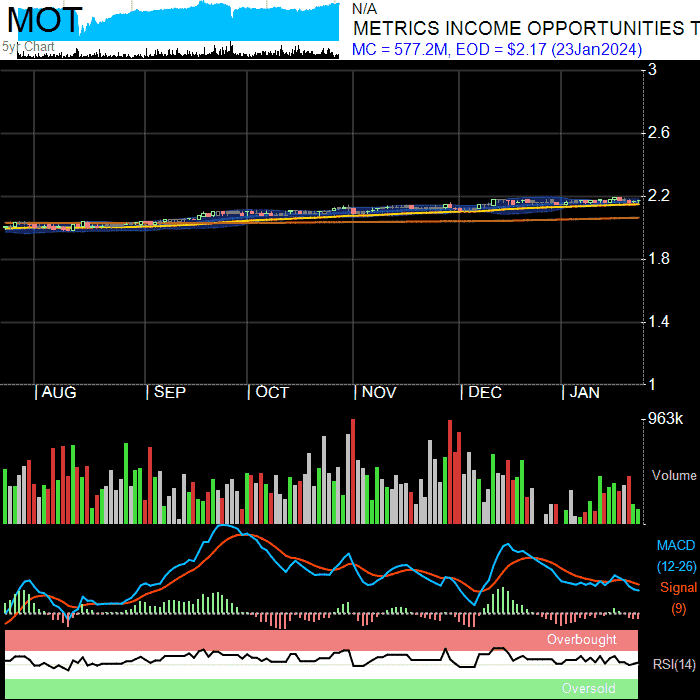 MOT
5yr Chart
N/A
METRICS INCOME OPPORTUNITIES T
MC = 577.2M, EOD = $2.17 (23Jan2024)
3
2.6
2.2
1.8
1.4
1
AUG
SEP
OCT
NOV
DEC
JAN
963k
Volume
MACD
(12-26)
Signal
(9)
Overbought
RSI(14)
Oversold